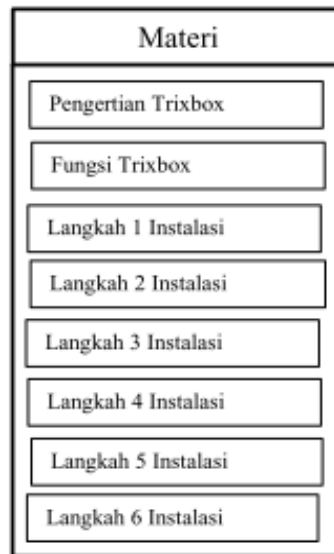 Materi
Pengertian Trixbox
Fungsi Trixbox
Langkah 1 Instalasi
Langkah 2 Instalasi
Langkah 3 Instalasi
Langkah 4 Instalasi
Langkah 5 Instalasi
Langkah 6 Instalasi